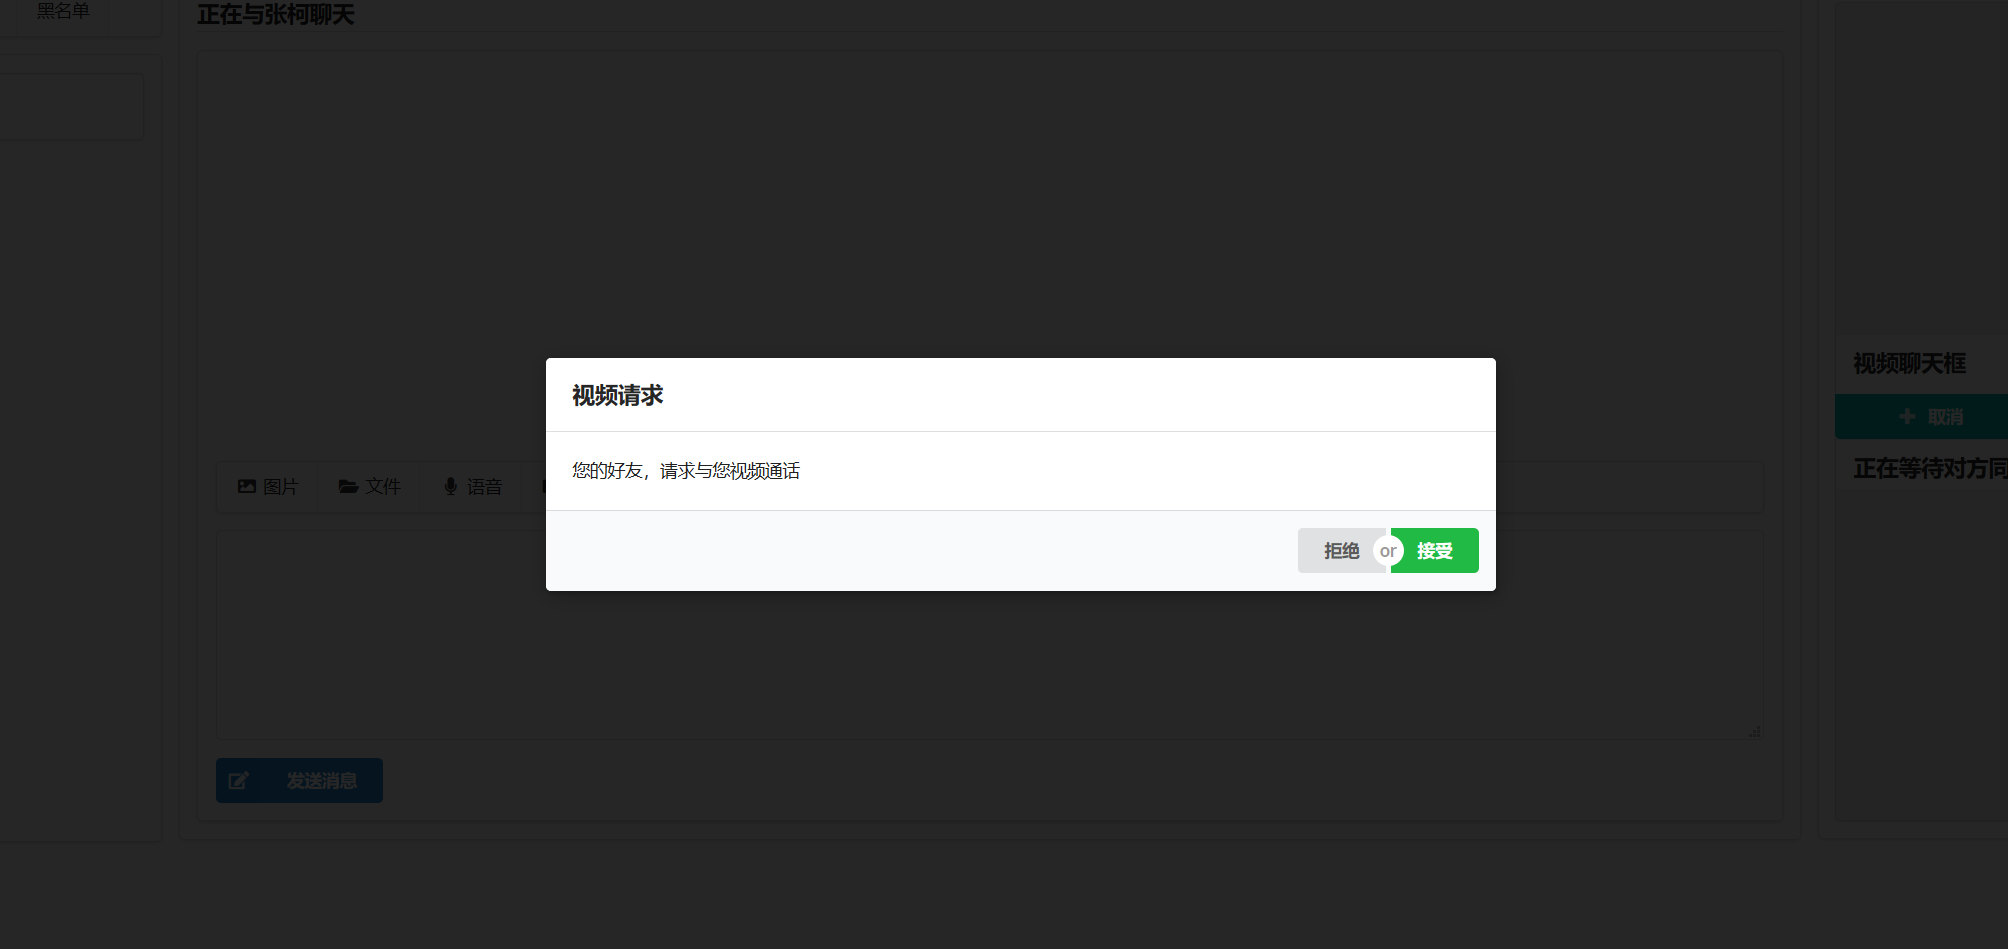 黑名单
正在与张柯聊天
视频请求
您的好友，请求与您视频通话
拒绝 or 接受
图片 文件 语音
发送消息
视频聊天框
取消
正在等待对方同